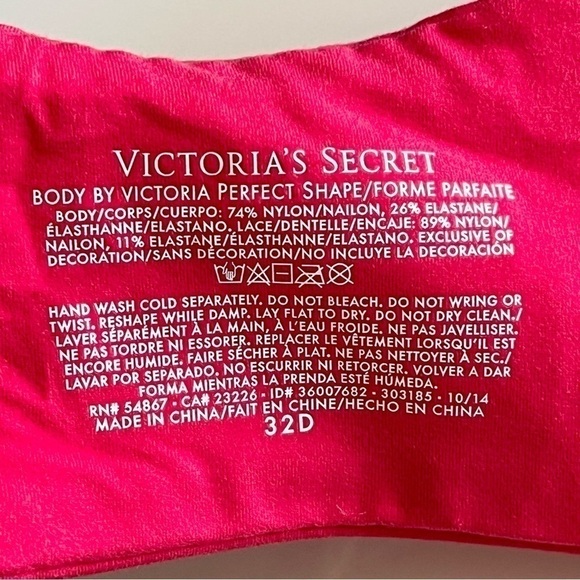 VICTORIA'S SECRET
BODY BY VICTORIA PERFECT SHAPE/FORME PARFAITE
BODY/CORPS/CUERPO: 74% NYLON/NAILON, 26% ELASTANE/
ÉLASTHANNE/ELASTANO. LACE/DENTELLE/ENCAJE: 89% NYLON/
NAILON, 11% ELASTANE/ÉLASTHANNE/ELASTANO. EXCLUSIVE OF
DECORATION/SANS DÉCORATION/NO INCLUYE LA DECORACIÓN
HAND WASH COLD SEPARATELY. DO NOT BLEACH. DO NOT WRING OR
TWIST. RESHAPE WHILE DAMP. LAY FLAT TO DRY. DO NOT DRY CLEAN./
LAVER SÉPARÉMENT À LA MAIN, À L'EAU FROIDE. NE PAS JAVELLISER.
NE PAS TORDRE NI ESSORER. REPLACER LE VÊTEMENT LORSQU'IL EST
ENCORE HUMIDE. FAIRE SÉCHER À PLAT. NE PAS NETTOYER À SEC./
LAVAR POR SEPARADO. NO ESCURRIR NI RETORCER. VOLVER A DAR
FORMA MIENTRAS LA PRENDA ESTÉ HÚMEDA.
RN# 54867 • CA# 23226 • ID# 36007682 • 303185 • 10/14
MADE IN CHINA/FAIT EN CHINE/HECHO EN CHINA
32D